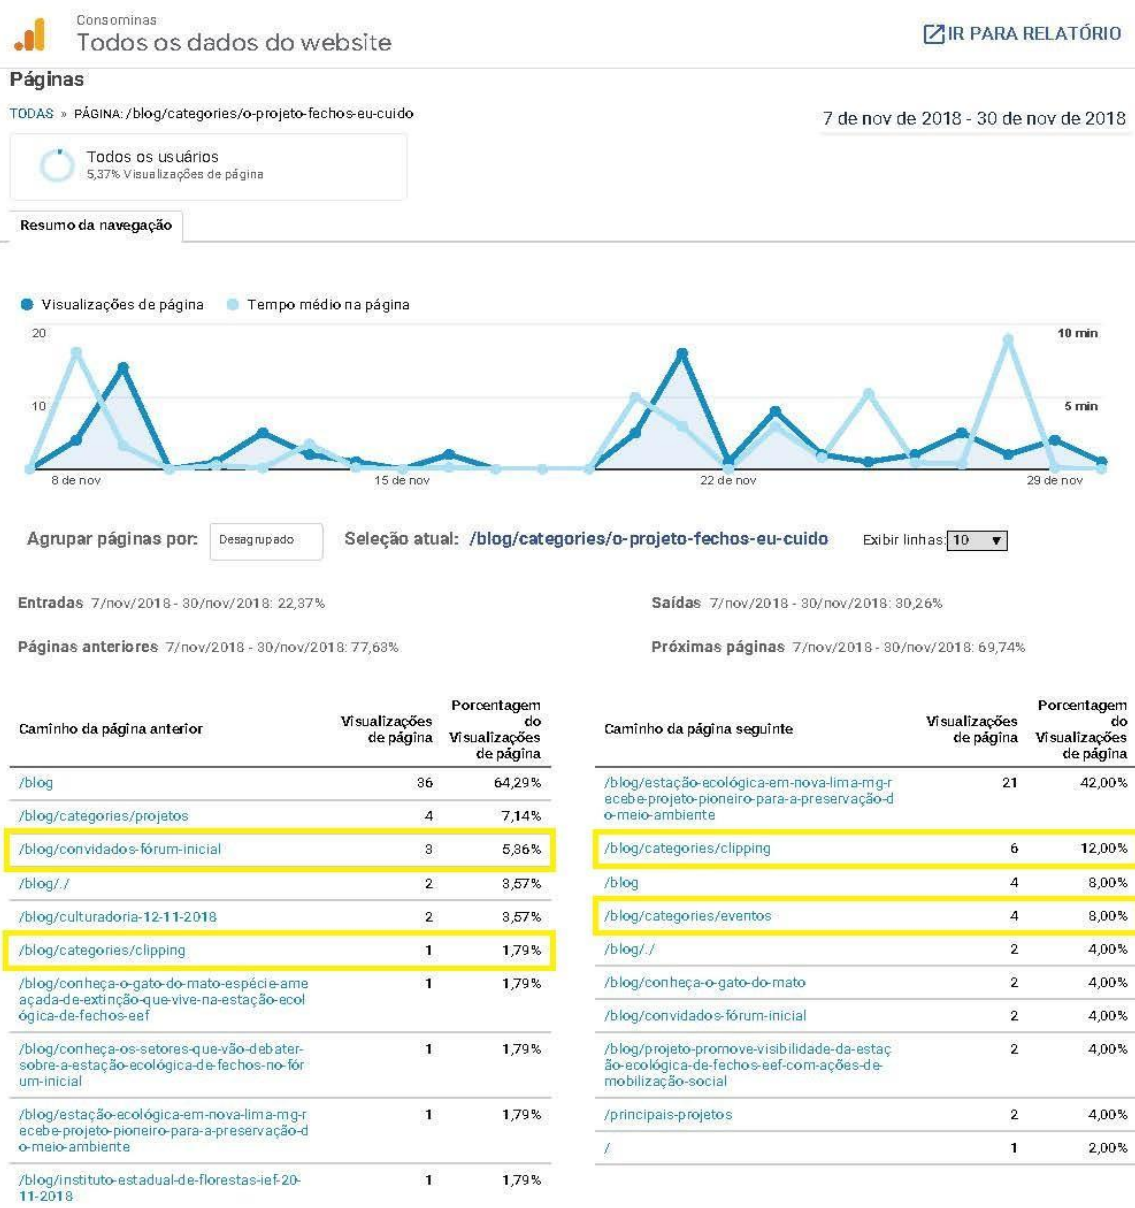 Consominas
Todos os dados do website
IR PARA RELATÓRIO
Páginas
TODAS » PÁGINA: /blog/categories/o-projeto-fechos-eu-cuido
7 de nov de 2018 - 30 de nov de 2018
Todos os usuários
5,37% Visualizações de página
Resumo da navegação
Visualizações de página Tempo médio na página
20 10 min
10 5 min
8 de nov 15 de nov 22 de nov 29 de nov
Agrupar páginas por: Desagrupado Seleção atual: /blog/categories/o-projeto-fechos-eu-cuido Exibir linhas: 10 ▼
Entradas 7/nov/2018 - 30/nov/2018: 22,37%
Saídas 7/nov/2018 - 30/nov/2018: 30,26%
Páginas anteriores 7/nov/2018 - 30/nov/2018: 77,63%
Próximas páginas 7/nov/2018 - 30/nov/2018: 69,74%
Caminho da página anterior
Visualizações
de página
Porcentagem
do
Visualizações
de página
/blog 36 64,29%
/blog/categories/projetos 4 7,14%
/blog/convidados-fórum-inicial 3 5,36%
/blog/./ 2 3,57%
/blog/culturadoria-12-11-2018 2 3,57%
/blog/categories/clipping 1 1,79%
/blog/conheça-o-gato-do-mato-espécie-ame 1 1,79%
açada-de-extinção-que-vive-na-estação-ecol
ógica-de-fechos-eef
/blog/conheça-os-setores-que-vão-debater- 1 1,79%
sobre-a-estação-ecológica-de-fechos-no-fór
um-inicial
/blog/estação-ecológica-em-nova-lima-mg-r 1 1,79%
ecebe-projeto-pioneiro-para-a-preservação-d
o-meio-ambiente
/blog/instituto-estadual-de-florestas-ief-20- 1 1,79%
11-2018
Caminho da página seguinte
Visualizações
de página
Porcentagem
do
Visualizações
de página
/blog/estação-ecológica-em-nova-lima-mg-r 21 42,00%
ecebe-projeto-pioneiro-para-a-preservação-d
o-meio-ambiente
/blog/categories/clipping 6 12,00%
/blog 4 8,00%
/blog/categories/eventos 4 8,00%
/blog/./ 2 4,00%
/blog/conheça-o-gato-do-mato 2 4,00%
/blog/convidados-fórum-inicial 2 4,00%
/blog/projeto-promove-visibilidade-da-estaç 2 4,00%
ão-ecológica-de-fechos-eef-com-ações-de-
mobilização-social
/principais-projetos 2 4,00%
/ 1 2,00%